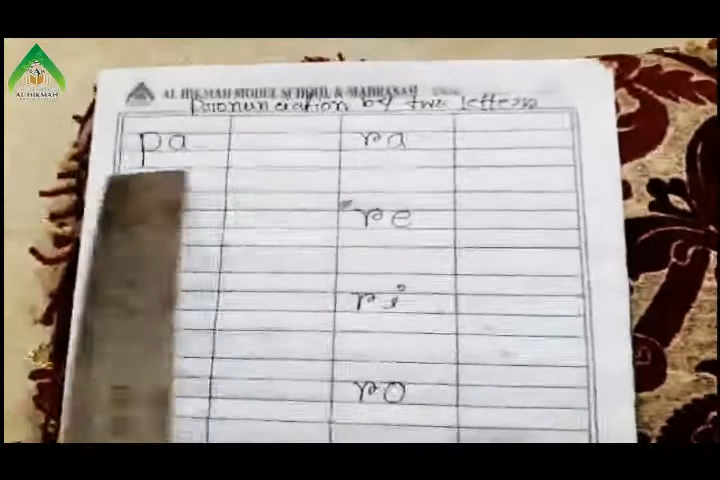 AL HIKMAH
AL HIKMAH MODEL SCHOOL & MADRASAH
Pronunciation by two letters
pa ra
re
ri
ro